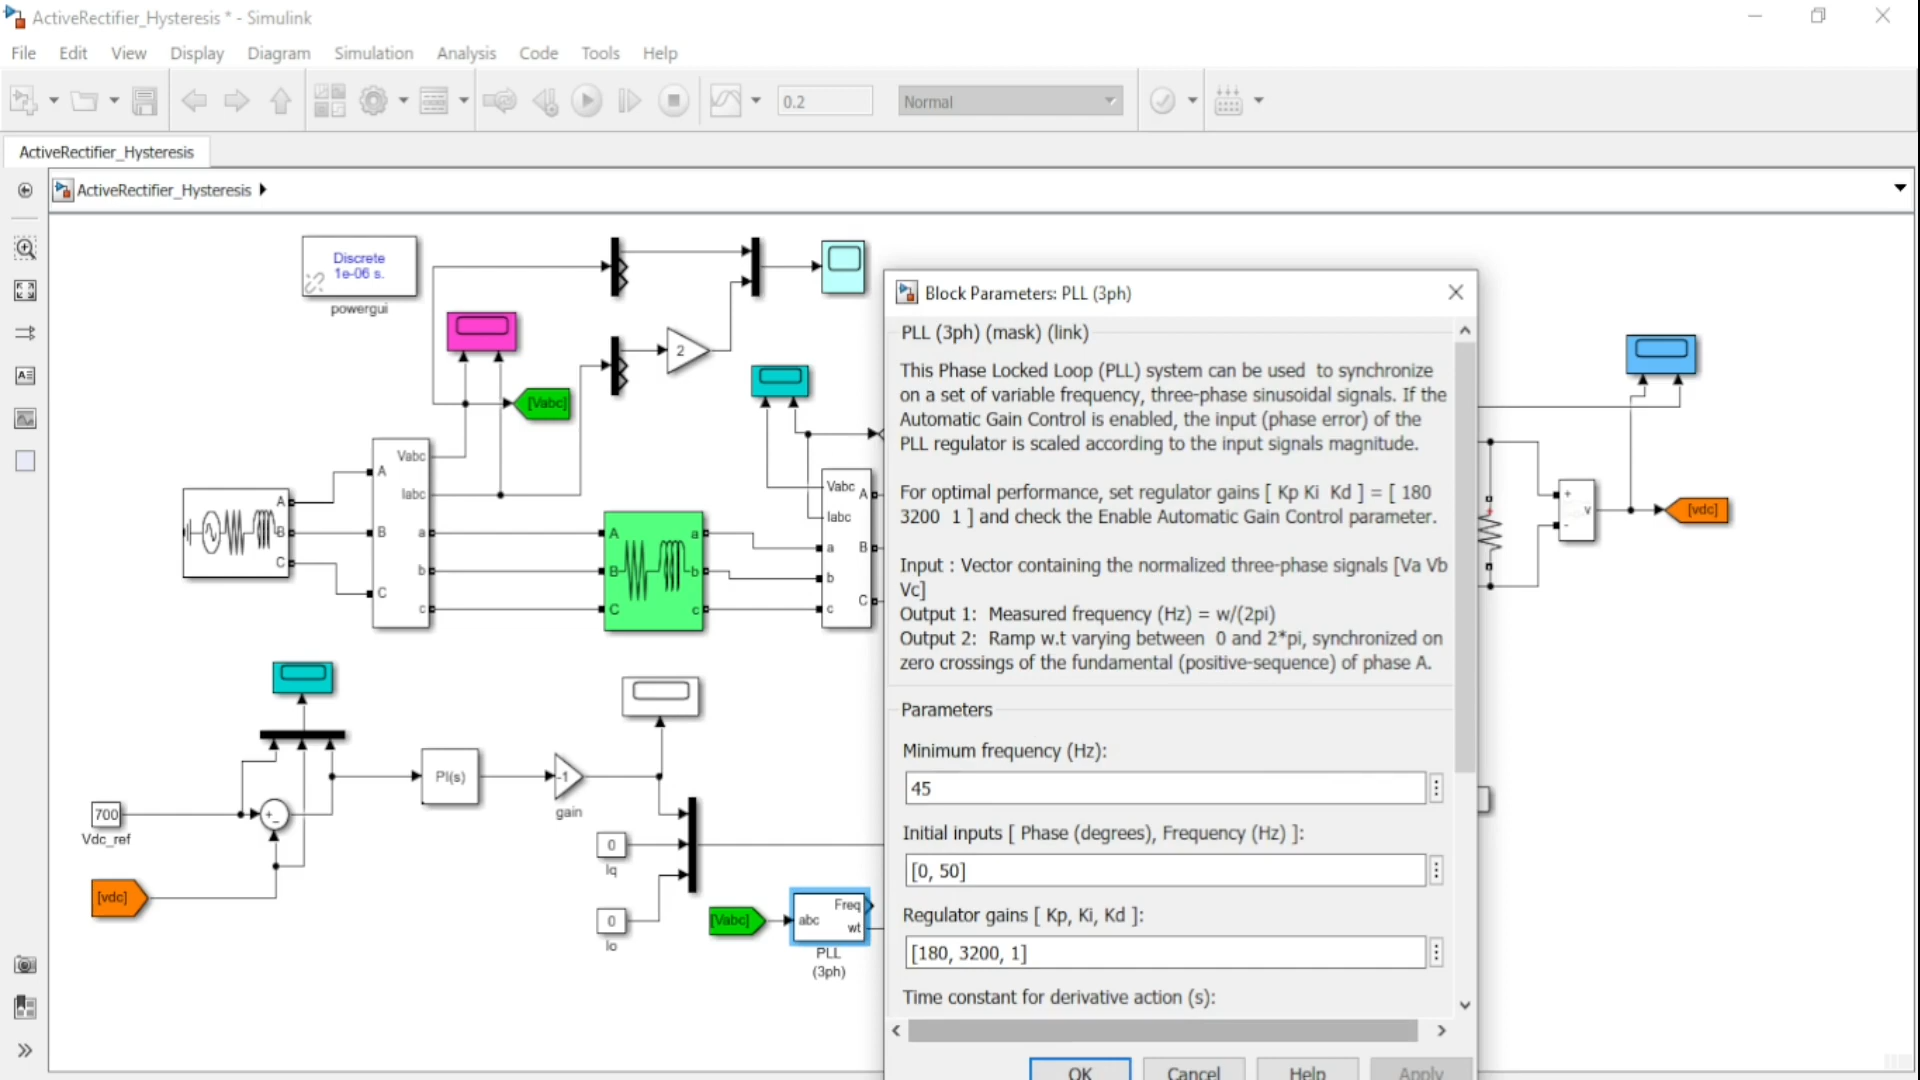 ActiveRectifier_Hysteresis * - Simulink
File Edit View Display Diagram Simulation Analysis Code Tools Help
0.2
Normal
ActiveRectifier_Hysteresis
ActiveRectifier_Hysteresis
Discrete
1e-06 s.
powergui
[Vabc]
2
A
B
C
Vabc
A
Iabc
B
a
b
C
c
A
a
B
b
C
c
Vabc
A
Iabc
a
B
b
C
c
+
-
v
[vdc]
700
Vdc_ref
+
-
[vdc]
PI(s)
-1
gain
0
Iq
0
Io
[Vabc]
abc
Freq
wt
PLL
(3ph)
Block Parameters: PLL (3ph)
PLL (3ph) (mask) (link)
This Phase Locked Loop (PLL) system can be used to synchronize
on a set of variable frequency, three-phase sinusoidal signals. If the
Automatic Gain Control is enabled, the input (phase error) of the
PLL regulator is scaled according to the input signals magnitude.
For optimal performance, set regulator gains [ Kp Ki Kd ] = [ 180
3200 1 ] and check the Enable Automatic Gain Control parameter.
Input : Vector containing the normalized three-phase signals [Va Vb
Vc]
Output 1: Measured frequency (Hz) = w/(2pi)
Output 2: Ramp w.t varying between 0 and 2*pi, synchronized on
zero crossings of the fundamental (positive-sequence) of phase A.
Parameters
Minimum frequency (Hz):
45
Initial inputs [ Phase (degrees), Frequency (Hz) ]:
[0, 50]
Regulator gains [ Kp, Ki, Kd ]:
[180, 3200, 1]
Time constant for derivative action (s):
OK Cancel Help Apply